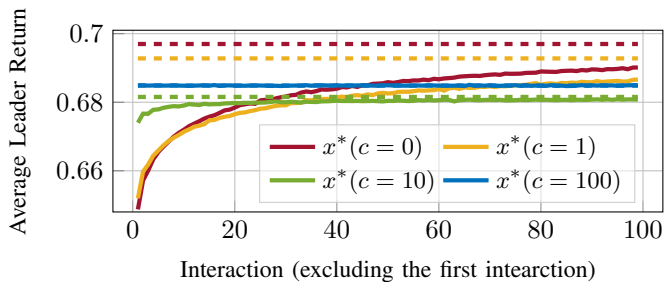 Average Leader Return
0.7
0.68
0.66
x*(c = 0)
x*(c = 1)
x*(c = 10)
x*(c = 100)
0 20 40 60 80 100
Interaction (excluding the first intearction)